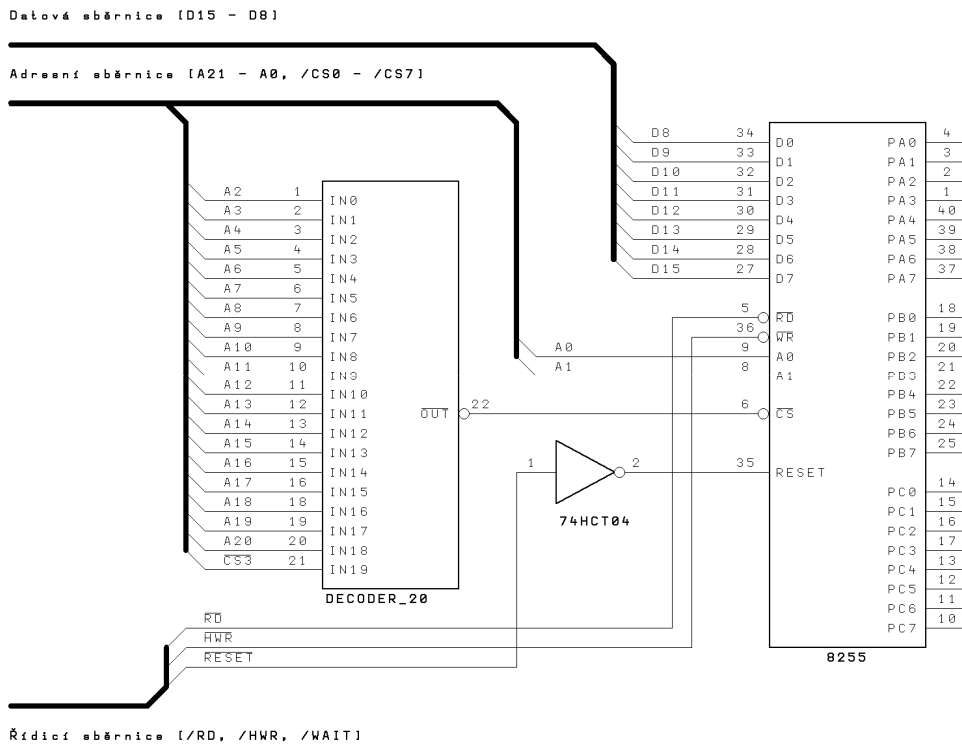 Datová sběrnice [D15 - D8]
Adresní sběrnice [A21 - A0, /CS0 - /CS7]
D8 34 D0 PA0 4
D9 33 D1 PA1 3
D10 32 D2 PA2 2
D11 31 D3 PA3 1
D12 30 D4 PA4 40
D13 29 D5 PA5 39
D14 28 D6 PA6 38
D15 27 D7 PA7 37
A2 1 IN0
A3 2 IN1
A4 3 IN2
A5 4 IN3
A6 5 IN4
A7 6 IN5
A8 7 IN6
A9 8 IN7
A10 9 IN8
A11 10 IN9
A12 11 IN10
A13 12 IN11
A14 13 IN12
A15 14 IN13
A16 15 IN14
A17 16 IN15
A18 18 IN16
A19 19 IN17
A20 20 IN18
CS3 21 IN19
OUT 22
DECODER_20
5 RD PB0 18
36 WR PB1 19
A0 9 A0 PB2 20
A1 8 A1 PB3 21
PB4 22
6 CS PB5 23
PB6 24
PB7 25
1 2 35 RESET
74HCT04
PC0 14
PC1 15
PC2 16
PC3 17
PC4 13
PC5 12
PC6 11
PC7 10
8255
RD
HWR
RESET
Řídicí sběrnice [/RD, /HWR, /WAIT]